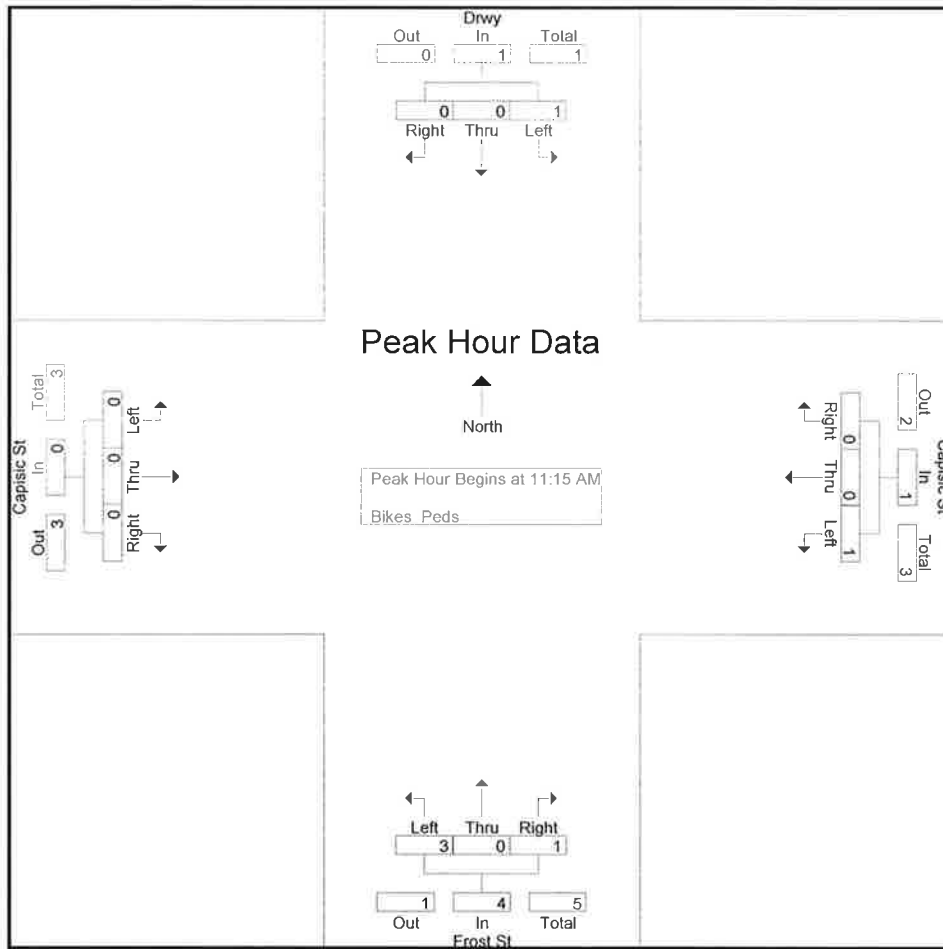 Drwy
Out In Total
0 1 1
0 0 1
Right Thru Left
Peak Hour Data
North
Peak Hour Begins at 11:15 AM
Bikes Peds
Capisic St
Out In Total
3 0 3
0 0 0
Right Thru Left
Capisic St
Out In Total
2 1 3
0 0 1
Right Thru Left
Left Thru Right
3 0 1
1 4 5
Out In Total
Frost St